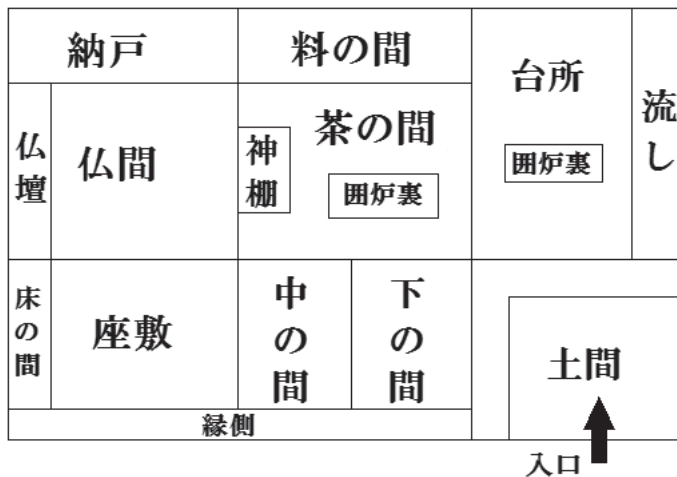 納戸
料の間
台所
流し
仏壇
仏間
神棚
茶の間
囲炉裏
囲炉裏
床の間
座敷
中の間
下の間
土間
縁側
入口